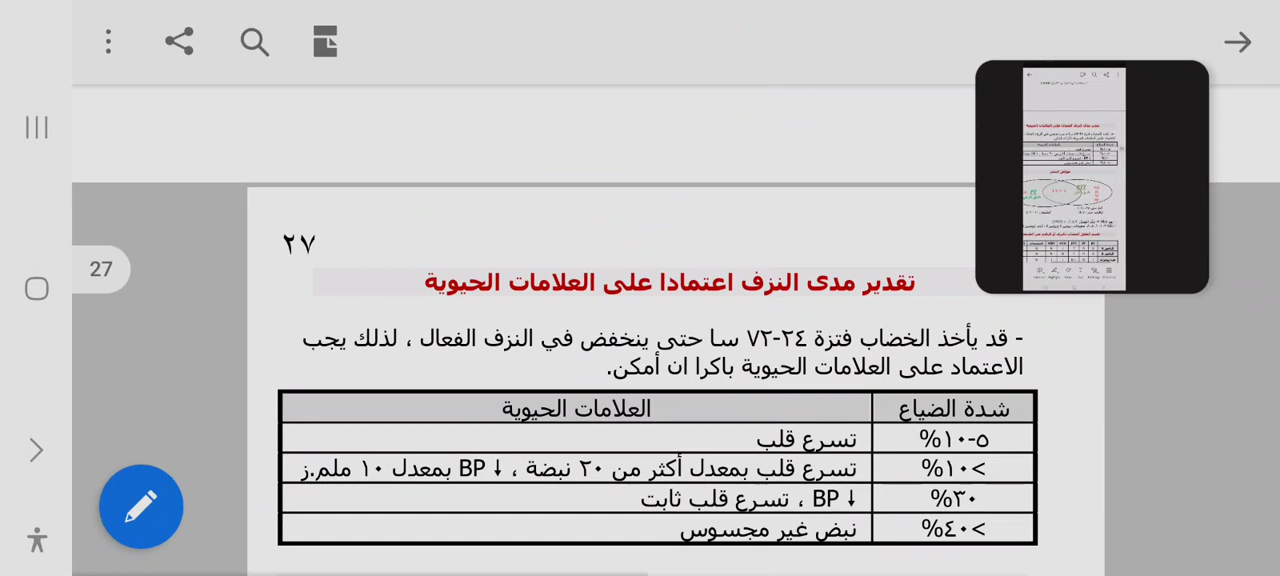 27
٢٧
تقدير مدى النزف اعتمادا على العلامات الحيوية
- قد يأخذ الخضاب فتزة ٢٤-٧٢ سا حتى ينخفض في النزف الفعال ، لذلك يجب
الاعتماد على العلامات الحيوية باكرا ان أمكن.
شدة الضياع العلامات الحيوية
٥-١٠% تسرع قلب
>١٠% تسرع قلب بمعدل أكثر من ٢٠ نبضة ، ↓ BP بمعدل ١٠ ملم.ز
٣٠% ↓ BP ، تسرع قلب ثابت
>٤٠% نبض غير مجسوس